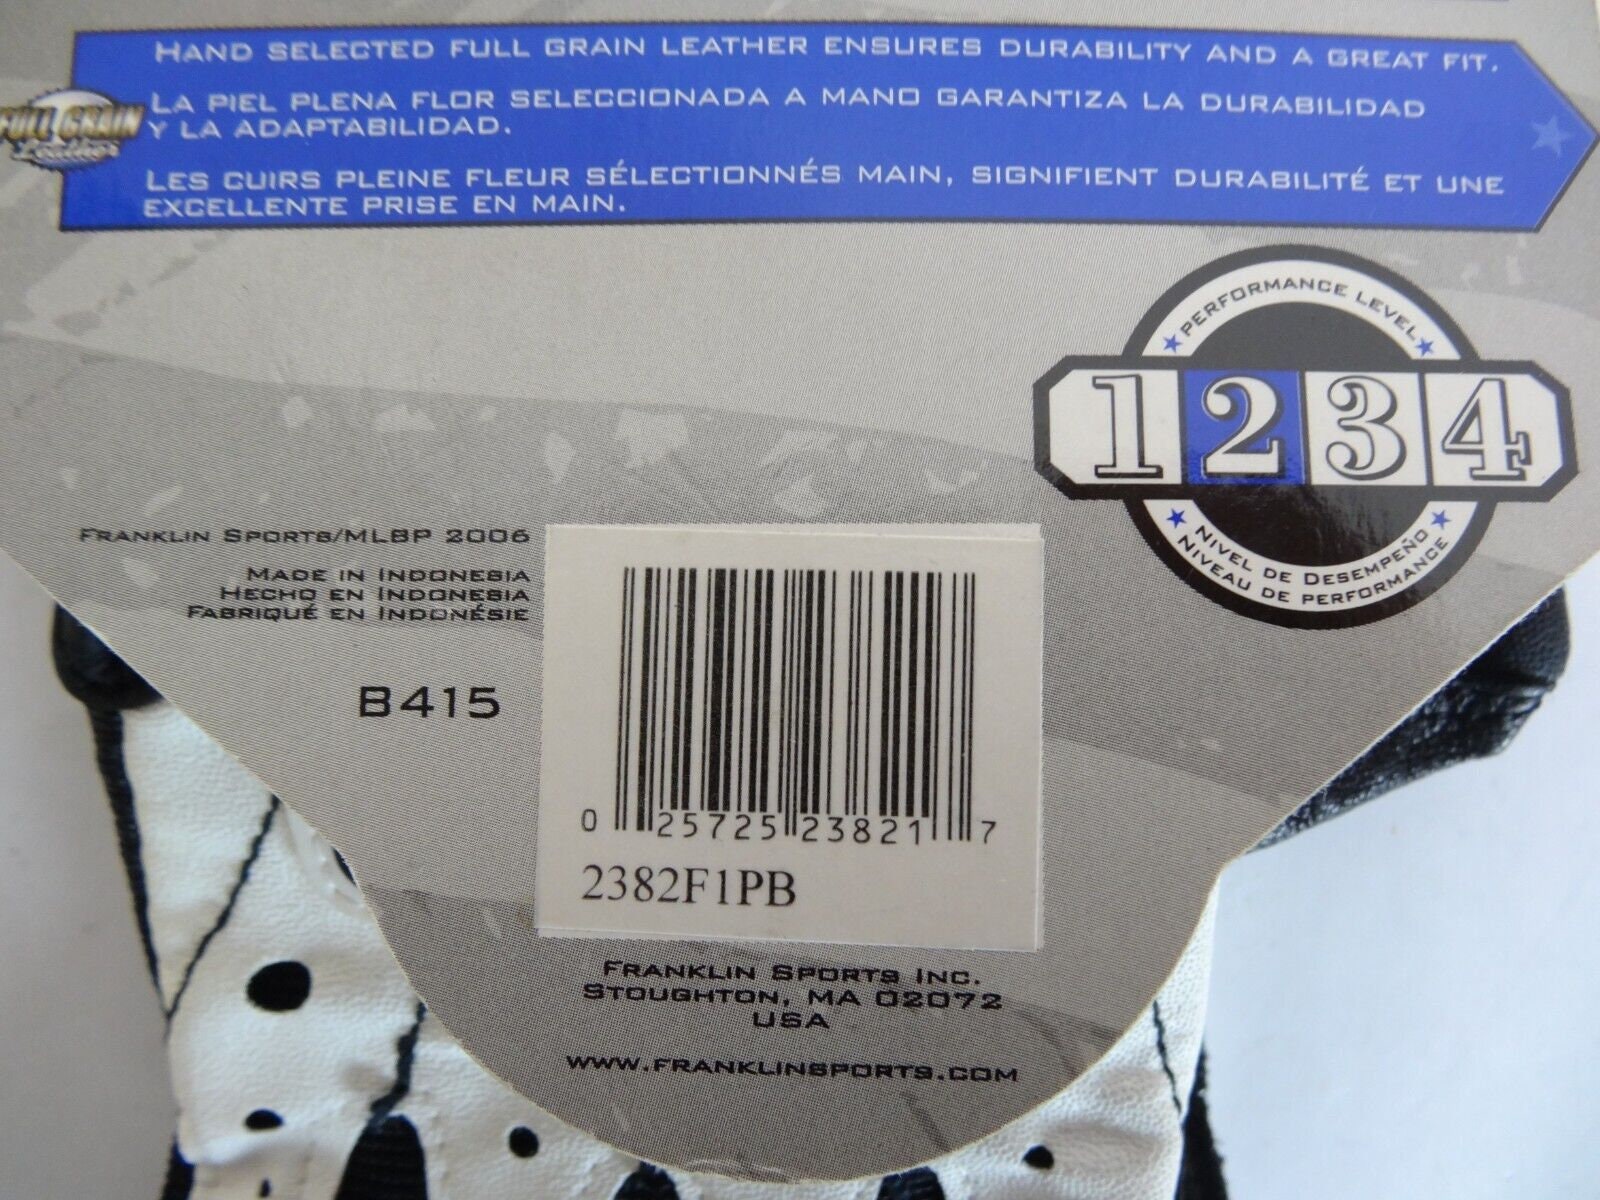 HAND SELECTED FULL GRAIN LEATHER ENSURES DURABILITY AND A GREAT FIT.
FULL GRAIN
Leather
LA PIEL PLENA FLOR SELECCIONADA A MANO GARANTIZA LA DURABILIDAD
Y LA ADAPTABILIDAD.
LES CUIRS PLEINE FLEUR SÉLECTIONNÉS MAIN, SIGNIFIENT DURABILITÉ ET UNE
EXCELLENTE PRISE EN MAIN.
PERFORMANCE LEVEL
1 2 3 4
NIVEL DE DESEMPEÑO
NIVEAU DE PERFORMANCE
FRANKLIN SPORTS/MLBP 2006
MADE IN INDONESIA
HECHO EN INDONESIA
FABRIQUÉ EN INDONÉSIE
B415
0 25725 23821 7
2382F1PB
FRANKLIN SPORTS INC.
STOUGHTON, MA 02072
USA
WWW.FRANKLINSPORTS.COM